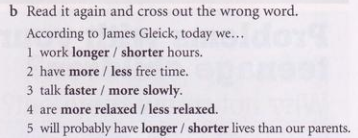 b Read it again and cross out the wrong word.
According to James Gleick, today we...
1 work longer / shorter hours.
2 have more / less free time.
3 talk faster / more slowly.
4 are more relaxed / less relaxed.
5 will probably have longer / shorter lives than our parents.